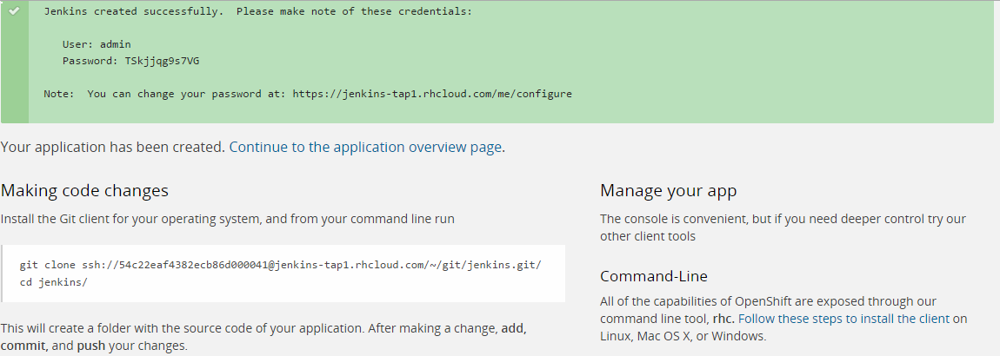 Jenkins created successfully.  Please make note of these credentials:
User: admin
Password: TSkjjqg9s7VG
Note:  You can change your password at: https://jenkins-tap1.rhcloud.com/me/configure
Your application has been created. Continue to the application overview page.
Making code changes
Install the Git client for your operating system, and from your command line run
git clone ssh://54c22eaf4382ecb86d000041@jenkins-tap1.rhcloud.com/~/git/jenkins.git/
cd jenkins/
This will create a folder with the source code of your application. After making a change, add,
commit, and push your changes.
Manage your app
The console is convenient, but if you need deeper control try our
other client tools
Command-Line
All of the capabilities of OpenShift are exposed through our
command line tool, rhc. Follow these steps to install the client on
Linux, Mac OS X, or Windows.